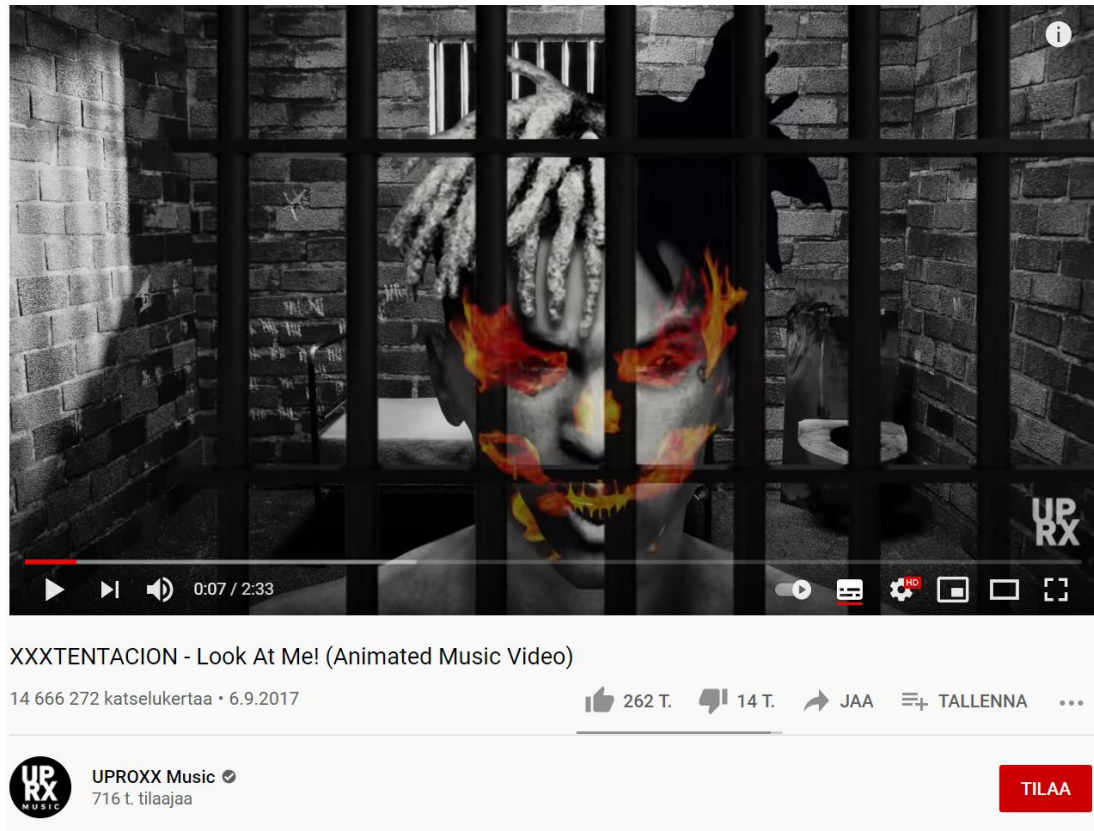 i
UP
RX
0:07 / 2:33
HD
XXXTENTACION - Look At Me! (Animated Music Video)
14 666 272 katselukertaa • 6.9.2017
262 T. 14 T. JAA TALLENNA
UP
RX
MUSIC
UPROXX Music
716 t. tilaajaa
TILAA